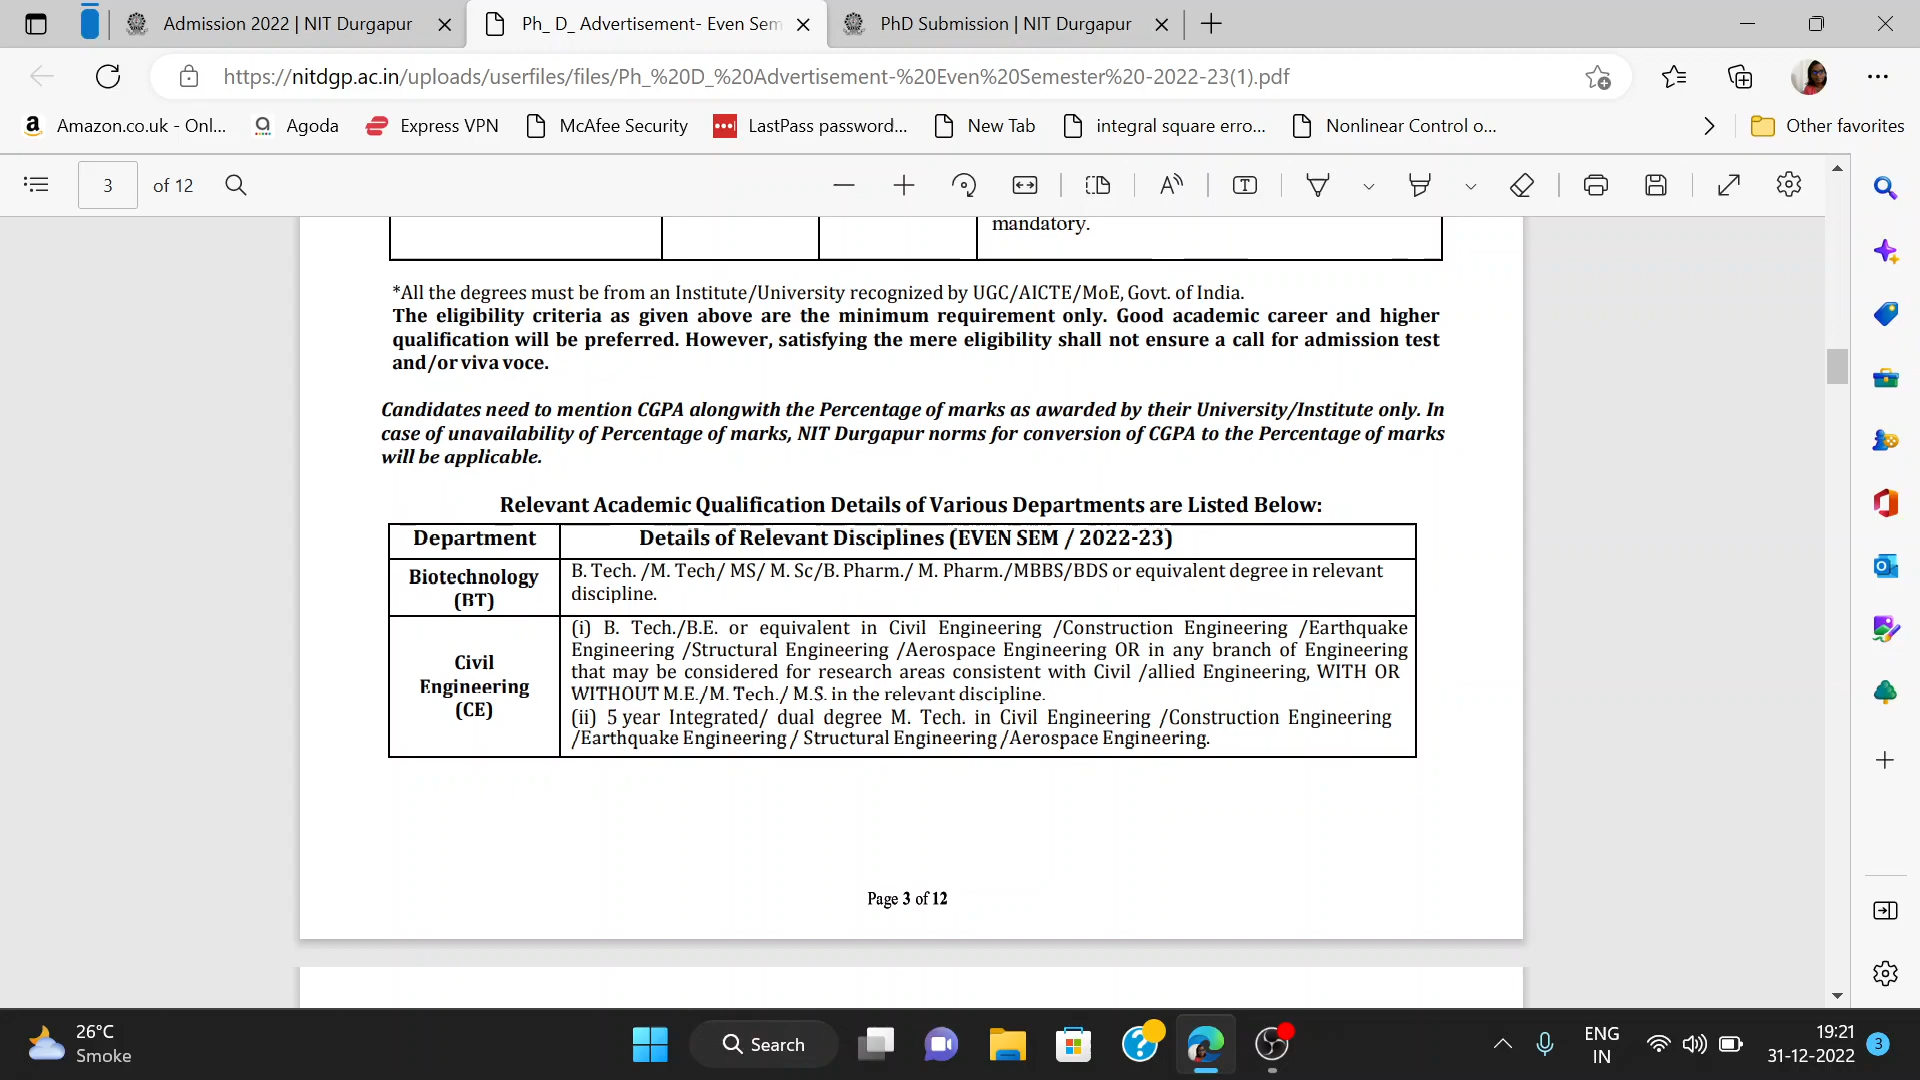 Admission 2022 | NIT Durgapur
Ph_ D_ Advertisement- Even Sem
PhD Submission | NIT Durgapur
https://nitdgp.ac.in/uploads/userfiles/files/Ph_%20D_%20Advertisement-%20Even%20Semester%20-2022-23(1).pdf
Amazon.co.uk - Onl...
Agoda
Express VPN
McAfee Security
LastPass password...
New Tab
integral square erro...
Nonlinear Control o...
Other favorites
3 of 12
mandatory.
*All the degrees must be from an Institute/University recognized by UGC/AICTE/MoE, Govt. of India.
The eligibility criteria as given above are the minimum requirement only. Good academic career and higher
qualification will be preferred. However, satisfying the mere eligibility shall not ensure a call for admission test
and/or viva voce.
Candidates need to mention CGPA alongwith the Percentage of marks as awarded by their University/Institute only. In
case of unavailability of Percentage of marks, NIT Durgapur norms for conversion of CGPA to the Percentage of marks
will be applicable.
Relevant Academic Qualification Details of Various Departments are Listed Below:
Department
Details of Relevant Disciplines (EVEN SEM / 2022-23)
Biotechnology
(BT)
B. Tech. /M. Tech/ MS/ M. Sc/B. Pharm./ M. Pharm./MBBS/BDS or equivalent degree in relevant
discipline.
Civil
Engineering
(CE)
(i) B. Tech./B.E. or equivalent in Civil Engineering /Construction Engineering /Earthquake
Engineering /Structural Engineering /Aerospace Engineering OR in any branch of Engineering
that may be considered for research areas consistent with Civil /allied Engineering, WITH OR
WITHOUT M.E./M. Tech./ M.S. in the relevant discipline.
(ii) 5 year Integrated/ dual degree M. Tech. in Civil Engineering /Construction Engineering
/Earthquake Engineering / Structural Engineering /Aerospace Engineering.
Page 3 of 12
26°C
Smoke
Search
ENG
IN
19:21
31-12-2022
3